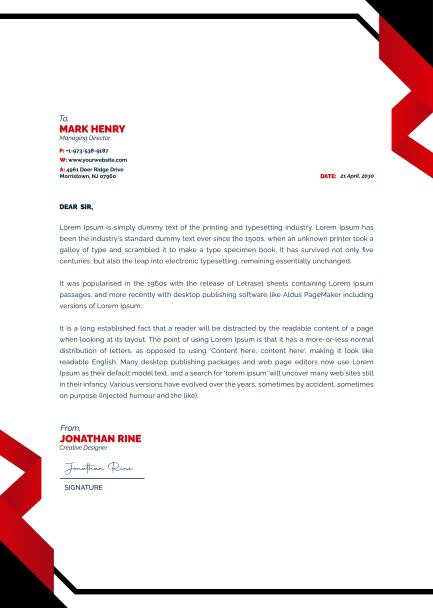 To,
MARK HENRY
Managing Director
P: +1-973-538-9187
W: www.yourwebsite.com
A: 4961 Deer Ridge Drive
Morristown, NJ 07960
DATE: 21 April, 2030
DEAR SIR,
Lorem Ipsum is simply dummy text of the printing and typesetting industry. Lorem Ipsum has
been the industry's standard dummy text ever since the 1500s, when an unknown printer took a
galley of type and scrambled it to make a type specimen book. It has survived not only five
centuries, but also the leap into electronic typesetting, remaining essentially unchanged.
It was popularised in the 1960s with the release of Letraset sheets containing Lorem Ipsum
passages, and more recently with desktop publishing software like Aldus PageMaker including
versions of Lorem Ipsum.
It is a long established fact that a reader will be distracted by the readable content of a page
when looking at its layout. The point of using Lorem Ipsum is that it has a more-or-less normal
distribution of letters, as opposed to using 'Content here, content here', making it look like
readable English. Many desktop publishing packages and web page editors now use Lorem
Ipsum as their default model text, and a search for 'lorem ipsum' will uncover many web sites still
in their infancy. Various versions have evolved over the years, sometimes by accident, sometimes
on purpose (injected humour and the like).
From,
JONATHAN RINE
Creative Designer
Jonathan Rine
SIGNATURE